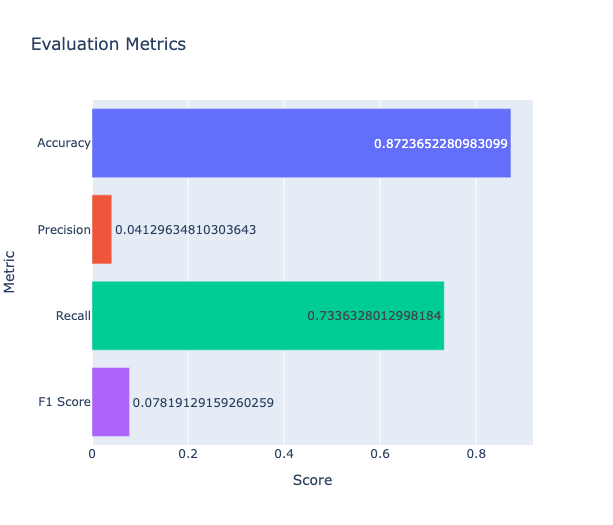 Evaluation Metrics
Metric
Accuracy
0.8723652280983099
Precision
0.04129634810303643
Recall
0.7336328012998184
F1 Score
0.07819129159260259
0 0.2 0.4 0.6 0.8
Score